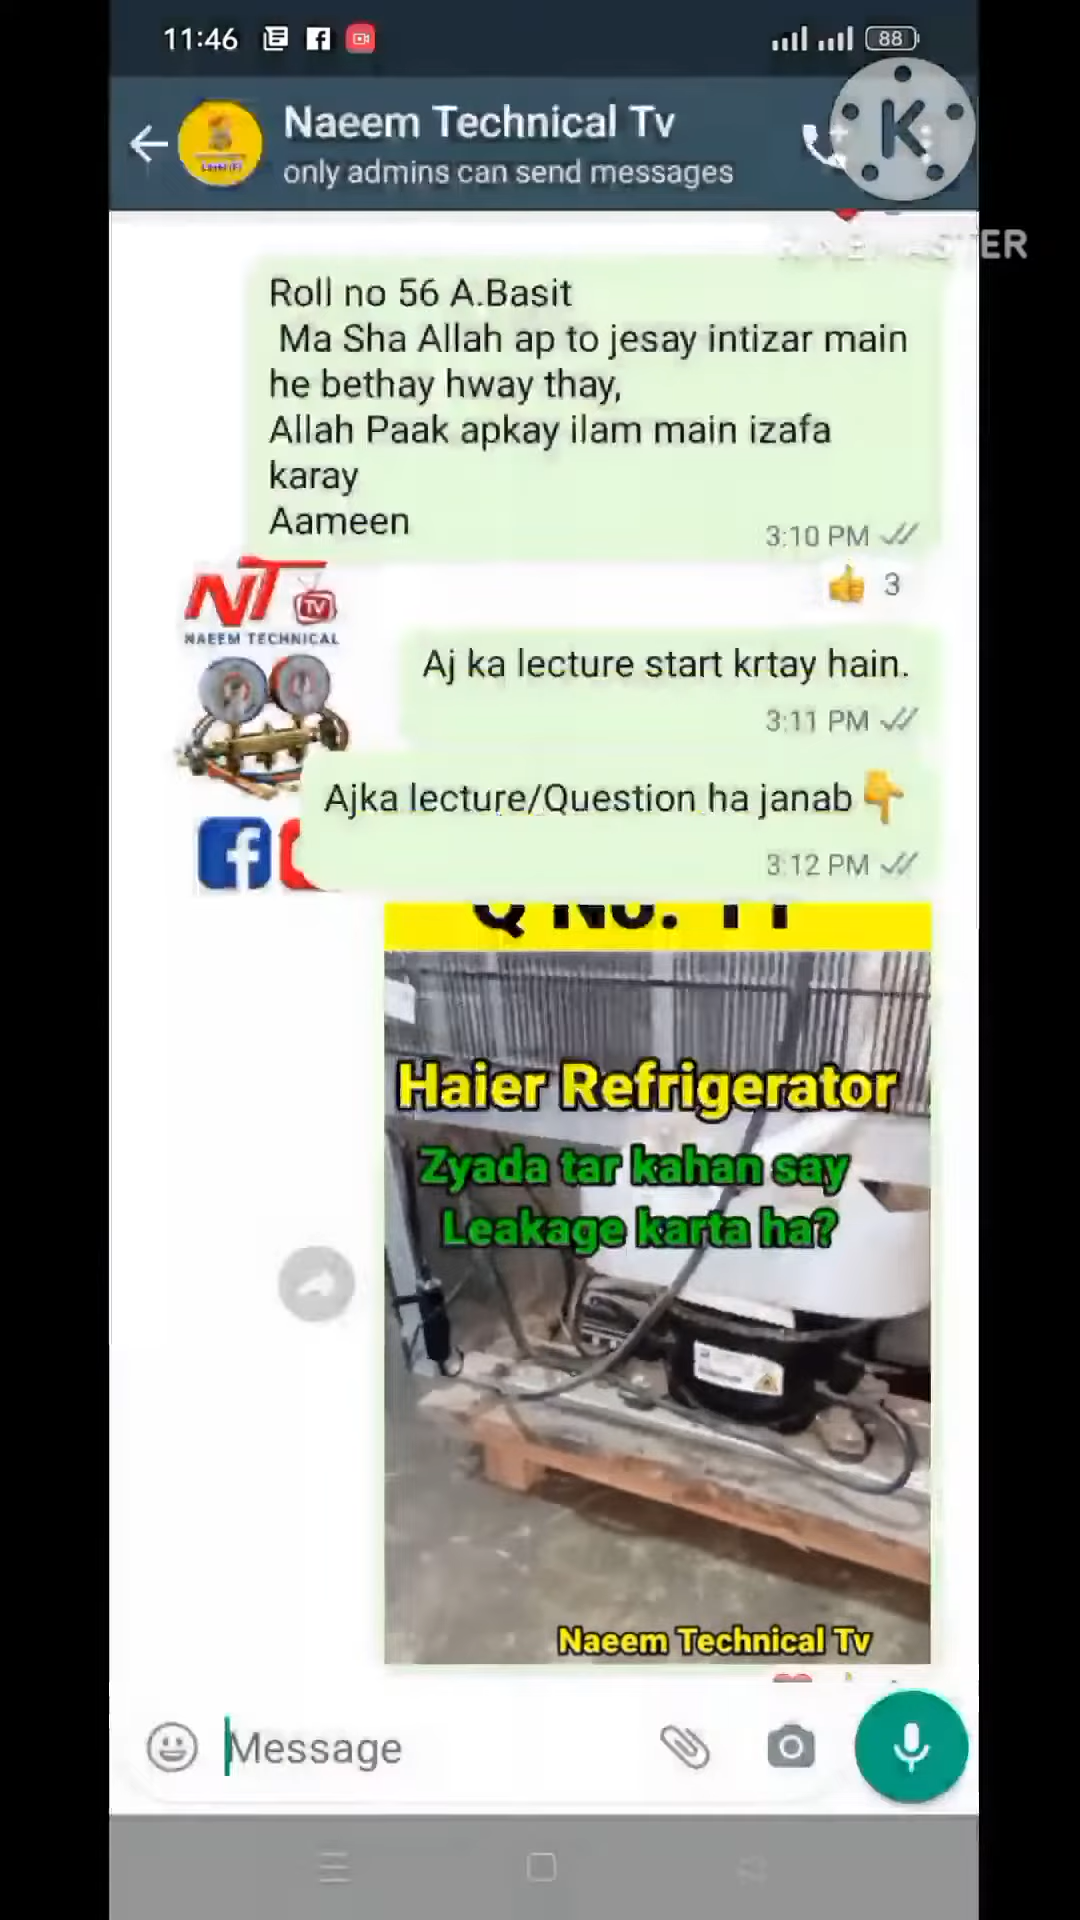 11:46
88
Naeem Technical Tv
only admins can send messages
K
Roll no 56 A.Basit
Ma Sha Allah ap to jesay intizar main
he bethay hway thay,
Allah Paak apkay ilam main izafa
karay
Aameen
3:10 PM
3
NT TV
NAEEM TECHNICAL
Aj ka lecture start krtay hain.
3:11 PM
Ajka lecture/Question ha janab
3:12 PM
Q No. 11
Haier Refrigerator
Zyada tar kahan say
Leakage karta ha?
Naeem Technical Tv
Message